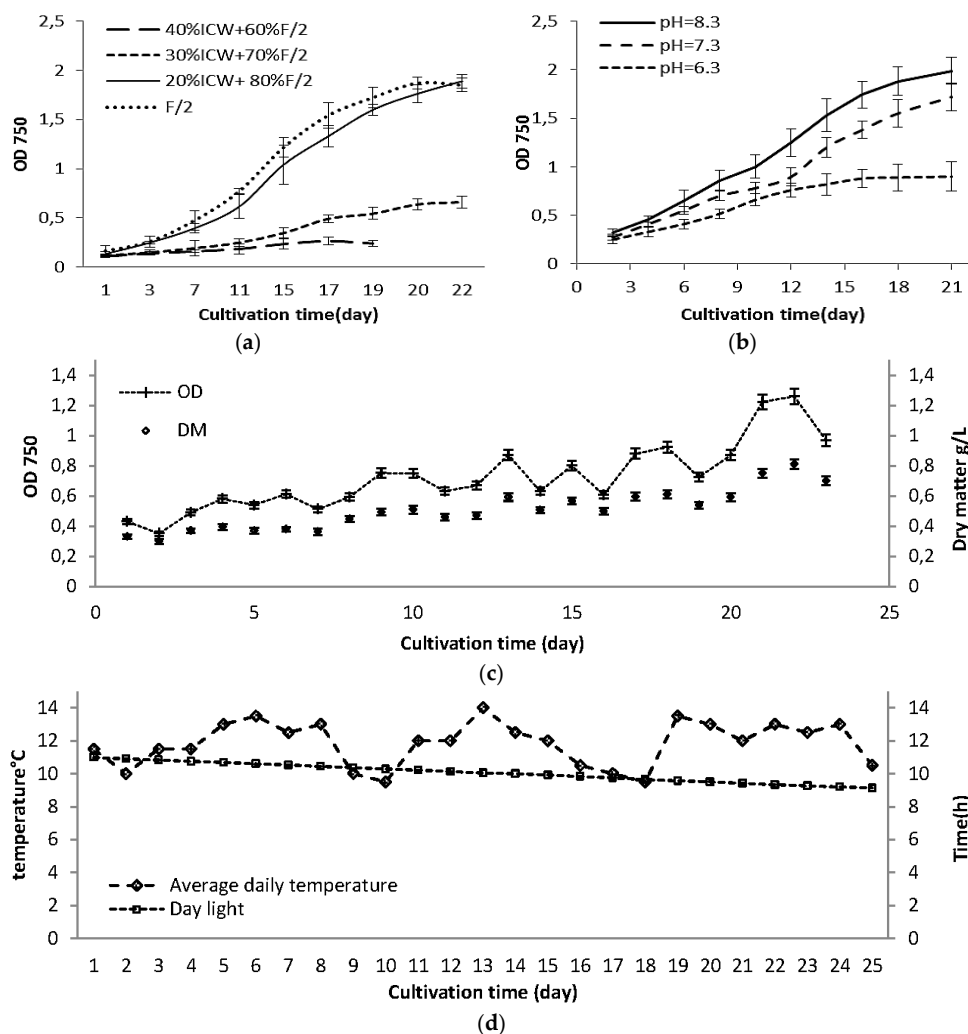 2,5
2
1,5
1
0,5
0
OD 750
40%ICW+60%F/2
30%ICW+70%F/2
20%ICW+ 80%F/2
F/2
1 3 7 11 15 17 19 20 22
Cultivation time(day)
(a)
2,5
2
1,5
1
0,5
0
OD 750
pH=8.3
pH=7.3
pH=6.3
0 3 6 9 12 15 18 21
Cultivation time(day)
(b)
1,4
1,2
1
0,8
0,6
0,4
0,2
0
OD 750
OD
DM
1,4
1,2
1
0,8
0,6
0,4
0,2
0
Dry matter g/L
0 5 10 15 20 25
Cultivation time (day)
(c)
14
12
10
8
6
4
2
0
temperature°C
Average daily temperature
Day light
14
12
10
8
6
4
2
0
Time(h)
1 2 3 4 5 6 7 8 9 10 11 12 13 14 15 16 17 18 19 20 21 22 23 24 25
Cultivation time (day)
(d)